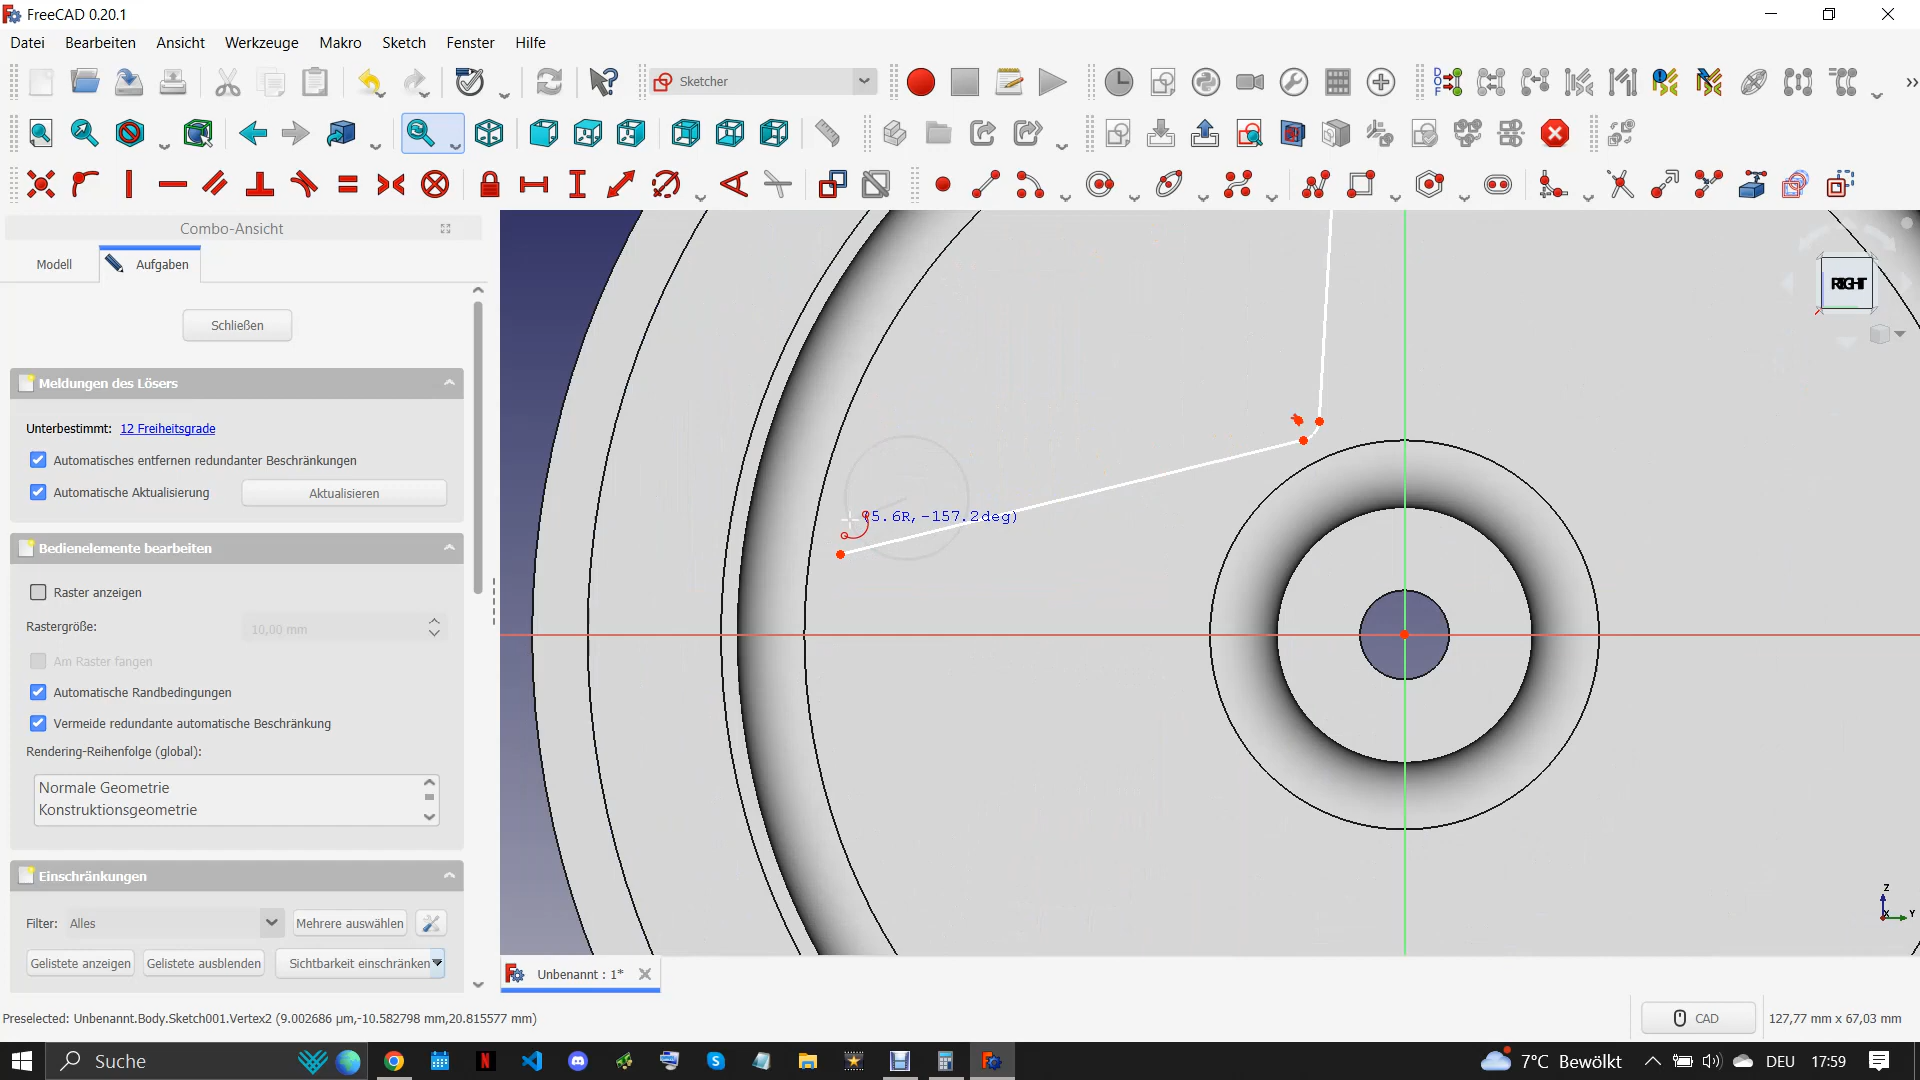 FreeCAD 0.20.1
Datei Bearbeiten Ansicht Werkzeuge Makro Sketch Fenster Hilfe
Sketcher
Combo-Ansicht
Modell Aufgaben
Schließen
Meldungen des Lösers
Unterbestimmt: 12 Freiheitsgrade
Automatisches entfernen redundanter Beschränkungen
Automatische Aktualisierung Aktualisieren
Bedienelemente bearbeiten
Raster anzeigen
Rastergröße: 10,00 mm
Am Raster fangen
Automatische Randbedingungen
Vermeide redundante automatische Beschränkung
Rendering-Reihenfolge (global):
Normale Geometrie
Konstruktionsgeometrie
Einschränkungen
Filter: Alles Mehrere auswählen
Gelistete anzeigen Gelistete ausblenden Sichtbarkeit einschränken
(5.6R,-157.2deg)
RIGHT
Z
X Y
Unbenannt : 1*
Preselected: Unbenannt.Body.Sketch001.Vertex2 (9.002686 µm,-10.582798 mm,20.815577 mm)
CAD 127,77 mm x 67,03 mm
Suche
7°C Bewölkt DEU 17:59